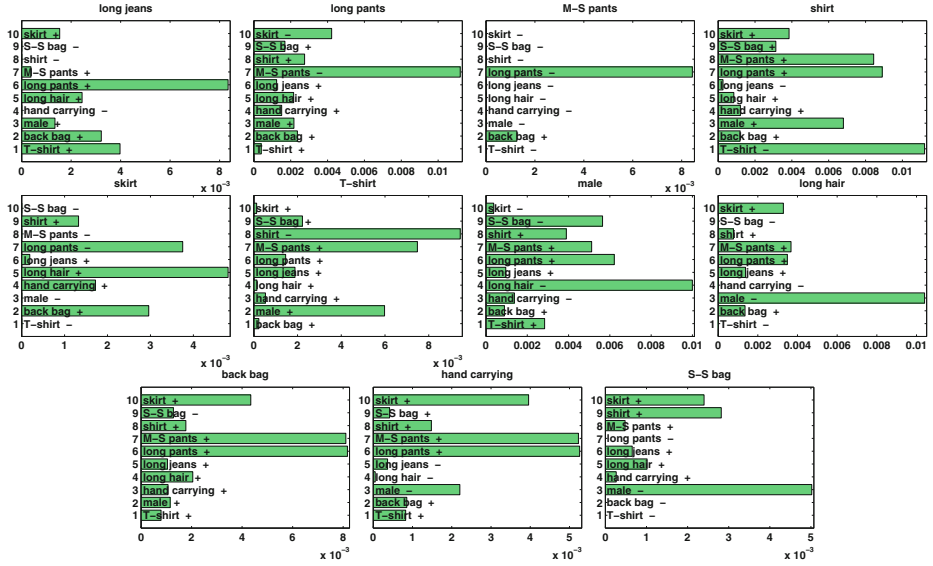 long jeans
10 skirt +
9 S−S bag −
8 shirt −
7 M−S pants +
6 long pants +
5 long hair +
4 hand carrying −
3 male +
2 back bag +
1 T−shirt +
0 2 4 6 8
x 10⁻³
long pants
10 skirt −
9 S−S bag +
8 shirt +
7 M−S pants −
6 long jeans +
5 long hair +
4 hand carrying +
3 male +
2 back bag +
1 T−shirt +
0 0.002 0.004 0.006 0.008 0.01
M−S pants
10 skirt −
9 S−S bag −
8 shirt −
7 long pants −
6 long jeans −
5 long hair −
4 hand carrying −
3 male −
2 back bag +
1 T−shirt −
0 2 4 6 8
x 10⁻³
shirt
10 skirt +
9 S−S bag +
8 M−S pants +
7 long pants +
6 long jeans −
5 long hair +
4 hand carrying +
3 male +
2 back bag +
1 T−shirt −
0 0.002 0.004 0.006 0.008 0.01
skirt
10 S−S bag −
9 shirt +
8 M−S pants −
7 long pants −
6 long jeans +
5 long hair +
4 hand carrying +
3 male −
2 back bag +
1 T−shirt −
0 1 2 3 4
x 10⁻³
T−shirt
10 skirt +
9 S−S bag +
8 shirt −
7 M−S pants +
6 long pants +
5 long jeans +
4 long hair +
3 hand carrying +
2 male +
1 back bag +
0 2 4 6 8
x 10⁻³
male
10 skirt −
9 S−S bag −
8 shirt +
7 M−S pants +
6 long pants +
5 long jeans +
4 long hair −
3 hand carrying −
2 back bag +
1 T−shirt +
0 0.002 0.004 0.006 0.008 0.01
long hair
10 skirt +
9 S−S bag −
8 shirt +
7 M−S pants +
6 long pants +
5 long jeans +
4 hand carrying −
3 male −
2 back bag +
1 T−shirt −
0 0.002 0.004 0.006 0.008 0.01
back bag
10 skirt +
9 S−S bag −
8 shirt +
7 M−S pants +
6 long pants +
5 long jeans +
4 long hair +
3 hand carrying +
2 male +
1 T−shirt +
0 2 4 6 8
x 10⁻³
hand carrying
10 skirt +
9 S−S bag +
8 shirt +
7 M−S pants +
6 long pants +
5 long jeans −
4 long hair −
3 male −
2 back bag +
1 T−shirt +
0 1 2 3 4 5
x 10⁻³
S−S bag
10 skirt +
9 shirt +
8 M−S pants +
7 long pants −
6 long jeans +
5 long hair +
4 hand carrying +
3 male −
2 back bag −
1 T−shirt −
0 1 2 3 4 5
x 10⁻³